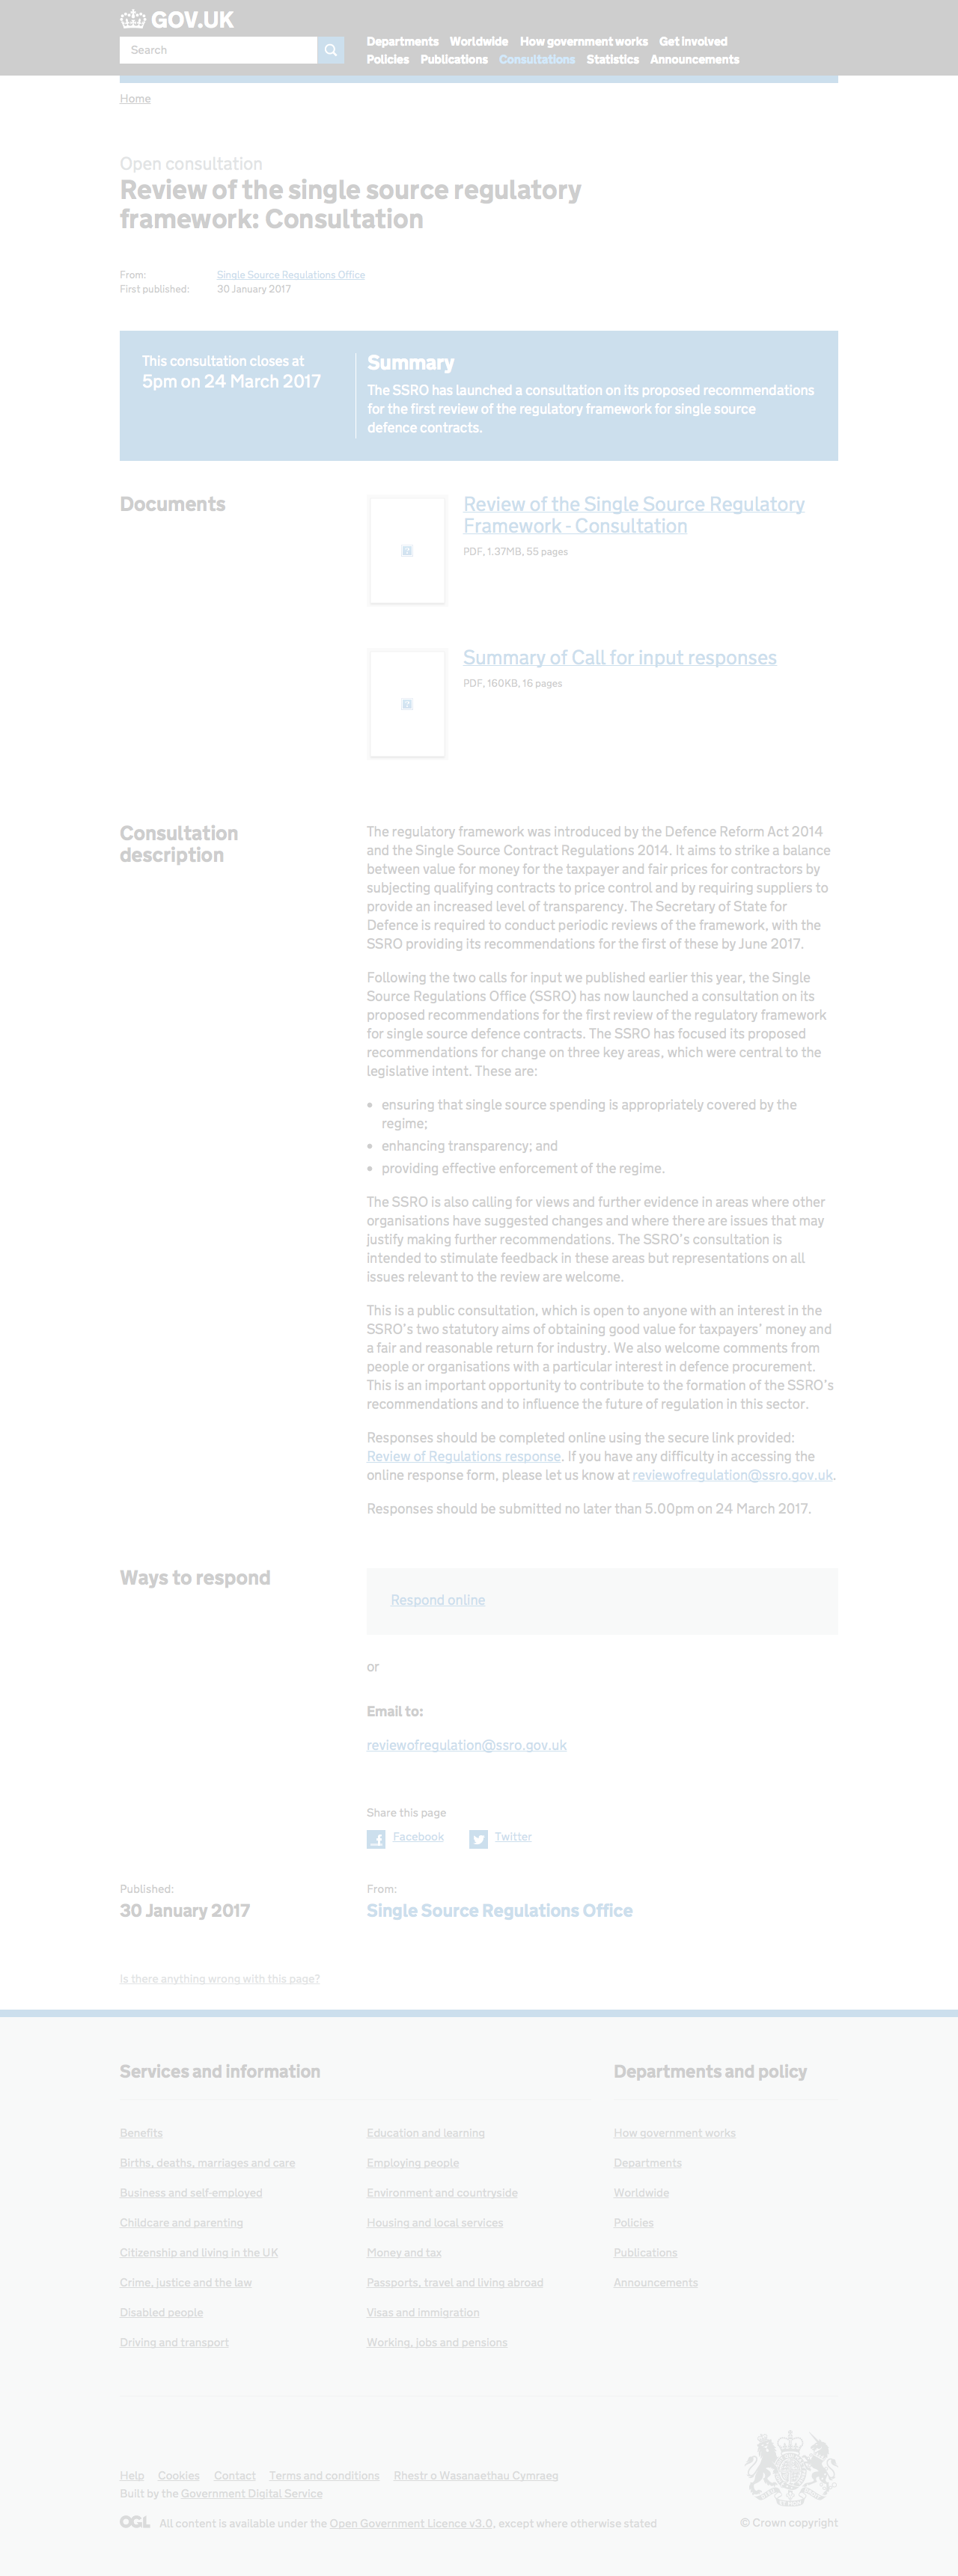 GOV.UK
Search
Departments Worldwide How government works Get involved
Policies Publications Consultations Statistics Announcements
Home
Open consultation
Review of the single source regulatory
framework: Consultation
From: Single Source Regulations Office
First published: 30 January 2017
This consultation closes at
5pm on 24 March 2017
Summary
The SSRO has launched a consultation on its proposed recommendations
for the first review of the regulatory framework for single source
defence contracts.
Documents
Review of the Single Source Regulatory
Framework - Consultation
PDF, 1.37MB, 55 pages
Summary of Call for input responses
PDF, 160KB, 16 pages
Consultation
description
The regulatory framework was introduced by the Defence Reform Act 2014
and the Single Source Contract Regulations 2014. It aims to strike a balance
between value for money for the taxpayer and fair prices for contractors by
subjecting qualifying contracts to price control and by requiring suppliers to
provide an increased level of transparency. The Secretary of State for
Defence is required to conduct periodic reviews of the framework, with the
SSRO providing its recommendations for the first of these by June 2017.
Following the two calls for input we published earlier this year, the Single
Source Regulations Office (SSRO) has now launched a consultation on its
proposed recommendations for the first review of the regulatory framework
for single source defence contracts. The SSRO has focused its proposed
recommendations for change on three key areas, which were central to the
legislative intent. These are:
• ensuring that single source spending is appropriately covered by the
regime;
• enhancing transparency; and
• providing effective enforcement of the regime.
The SSRO is also calling for views and further evidence in areas where other
organisations have suggested changes and where there are issues that may
justify making further recommendations. The SSRO's consultation is
intended to stimulate feedback in these areas but representations on all
issues relevant to the review are welcome.
This is a public consultation, which is open to anyone with an interest in the
SSRO's two statutory aims of obtaining good value for taxpayers' money and
a fair and reasonable return for industry. We also welcome comments from
people or organisations with a particular interest in defence procurement.
This is an important opportunity to contribute to the formation of the SSRO's
recommendations and to influence the future of regulation in this sector.
Responses should be completed online using the secure link provided:
Review of Regulations response. If you have any difficulty in accessing the
online response form, please let us know at reviewofregulation@ssro.gov.uk.
Responses should be submitted no later than 5.00pm on 24 March 2017.
Ways to respond
Respond online
or
Email to:
reviewofregulation@ssro.gov.uk
Share this page
Facebook Twitter
Published:
30 January 2017
From:
Single Source Regulations Office
Is there anything wrong with this page?
Services and information
Benefits
Births, deaths, marriages and care
Business and self-employed
Childcare and parenting
Citizenship and living in the UK
Crime, justice and the law
Disabled people
Driving and transport
Education and learning
Employing people
Environment and countryside
Housing and local services
Money and tax
Passports, travel and living abroad
Visas and immigration
Working, jobs and pensions
Departments and policy
How government works
Departments
Worldwide
Policies
Publications
Announcements
Help Cookies Contact Terms and conditions Rhestr o Wasanaethau Cymraeg
Built by the Government Digital Service
OGL All content is available under the Open Government Licence v3.0, except where otherwise stated
© Crown copyright